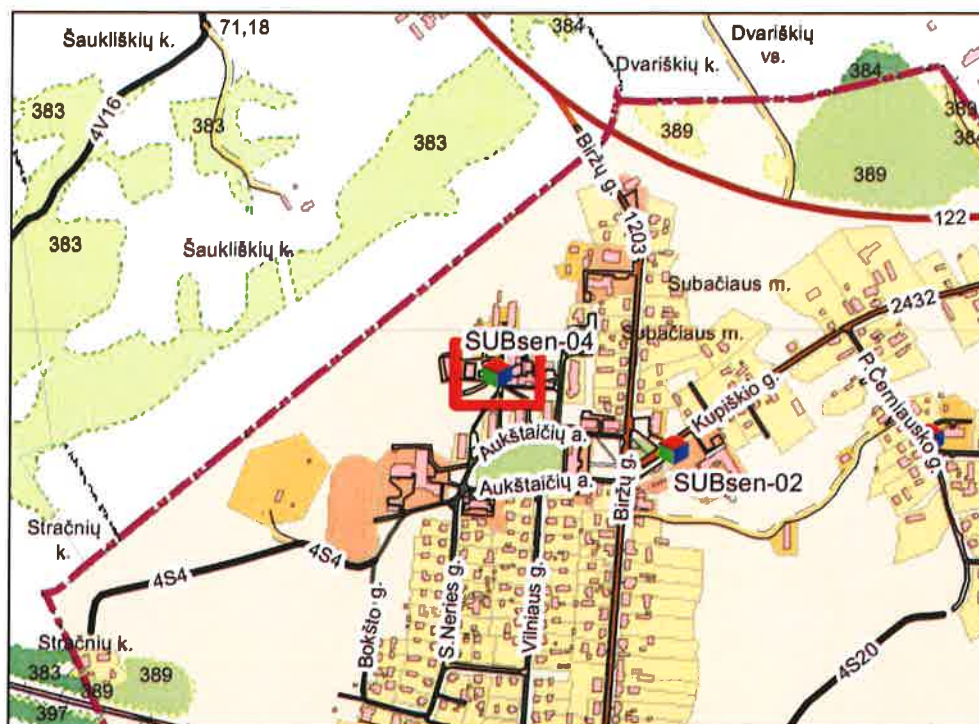 Šaukliškių k.
71,18
384
Dvariškių k.
Dvariškių
vs.
384
383
4V16
383
383
389
389
Biržų g.
389
383
Šaukliškių k.
1203
122
Subačiaus m.
2432
Subačiaus m.
SUBsen-04
P.Černiausko g.
Kupiškio g.
Aukštaičių a.
Aukštaičių a.
Biržų g.
SUBsen-02
Stračnių
k.
4S4
4S4
Bokšto g.
S.Neries g.
Vilniaus g.
Stračnių k.
383
389
389
397
4S20